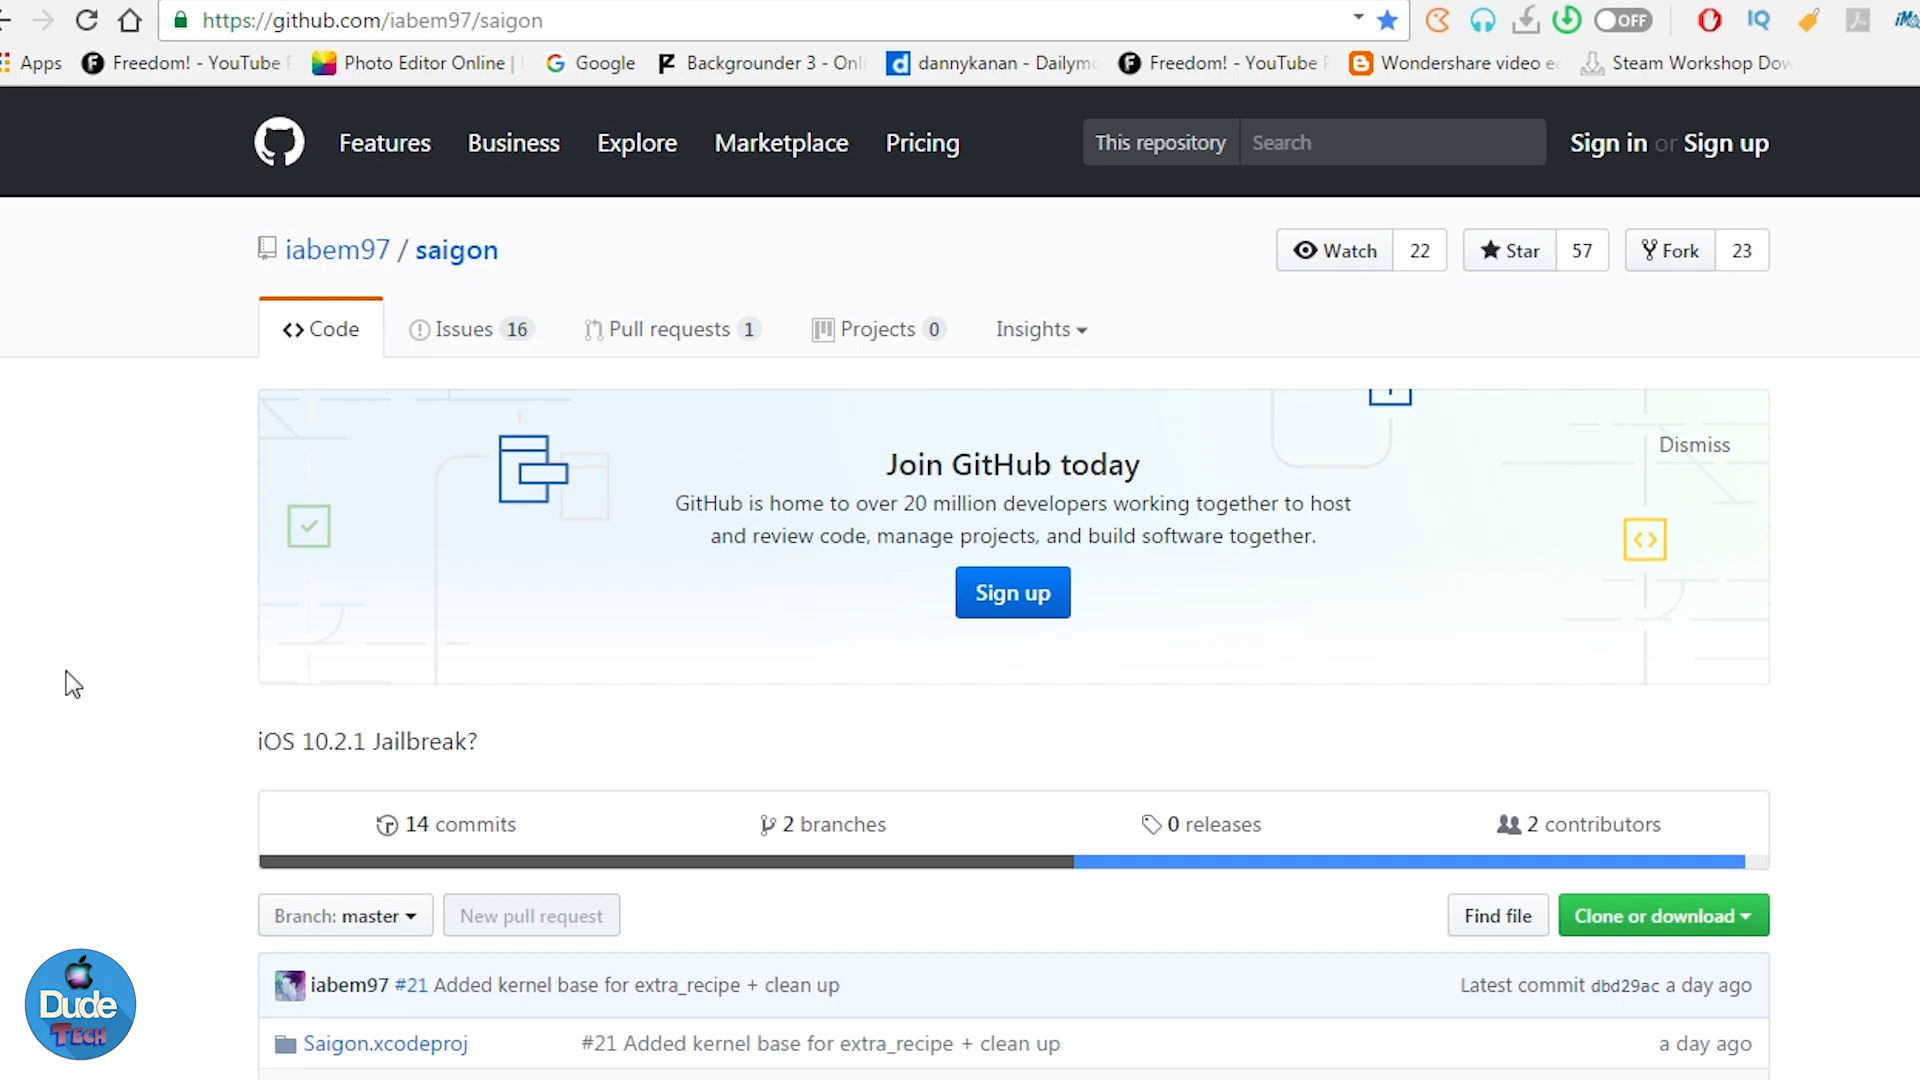 https://github.com/iabem97/saigon
OFF
IQ
Apps
Freedom! - YouTube
Photo Editor Online |
Google
Backgrounder 3 - Onli
dannykanan - Dailymo
Freedom! - YouTube
Wondershare video e
Steam Workshop Dow
Features
Business
Explore
Marketplace
Pricing
This repository
Search
Sign in or Sign up
iabem97 / saigon
Watch 22
Star 57
Fork 23
Code
Issues 16
Pull requests 1
Projects 0
Insights
Join GitHub today
Dismiss
GitHub is home to over 20 million developers working together to host
and review code, manage projects, and build software together.
Sign up
iOS 10.2.1 Jailbreak?
14 commits
2 branches
0 releases
2 contributors
Branch: master
New pull request
Find file
Clone or download
iabem97 #21 Added kernel base for extra_recipe + clean up
Latest commit dbd29ac a day ago
Saigon.xcodeproj
#21 Added kernel base for extra_recipe + clean up
a day ago
Dude
TECH